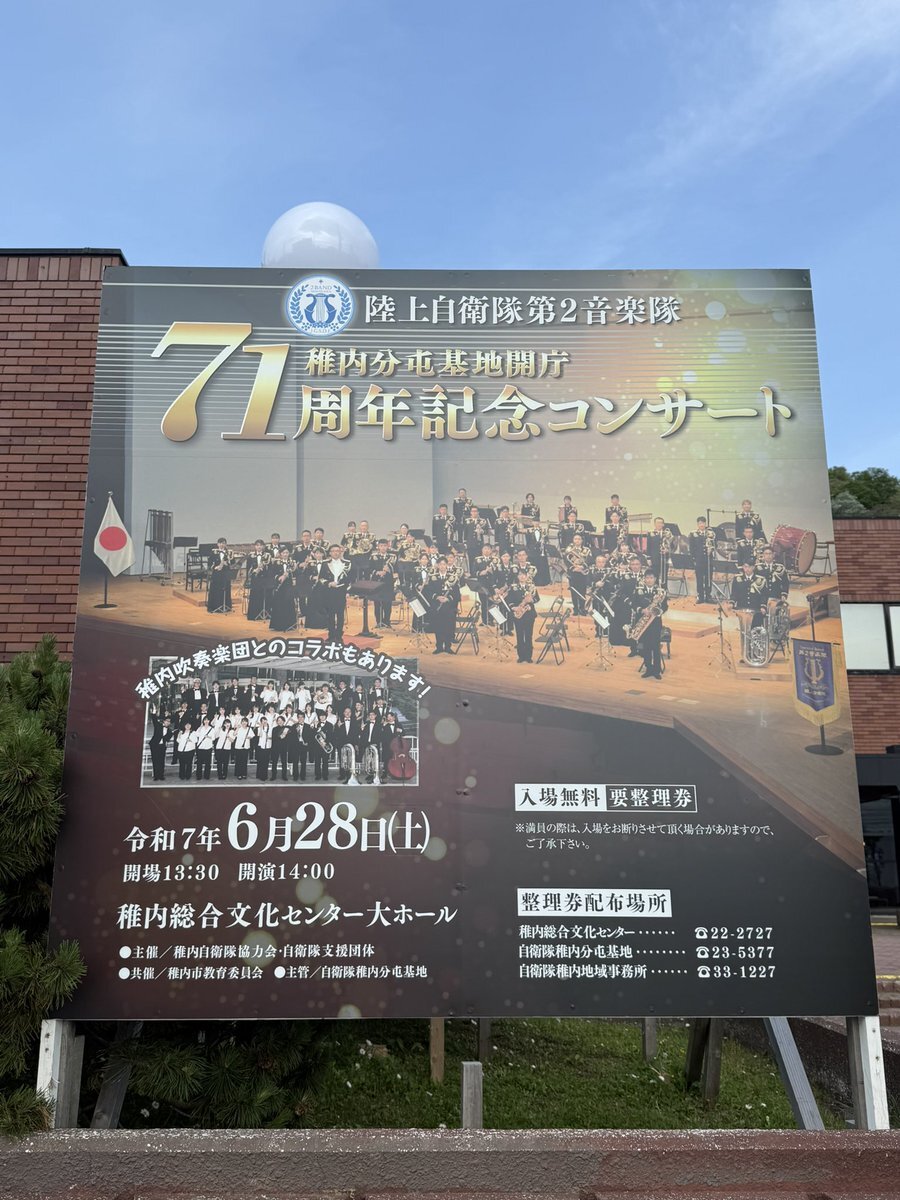 2 BAND
陸上自衛隊第2音楽隊
稚内分屯基地開庁
71周年記念コンサート
稚内吹奏楽団とのコラボもあります!
令和7年6月28日(土)
開場13:30 開演14:00
稚内総合文化センター大ホール
●主催/稚内自衛隊協力会・自衛隊支援団体
●共催/稚内市教育委員会 ●主管/自衛隊稚内分屯基地
入場無料 要整理券
※満員の際は、入場をお断りさせて頂く場合がありますので、
ご了承下さい。
整理券配布場所
稚内総合文化センター・・・・・・ ☎22-2727
自衛隊稚内分屯基地・・・・・・・・ ☎23-5377
自衛隊稚内地域事務所・・・・・・ ☎33-1227
第2音楽隊